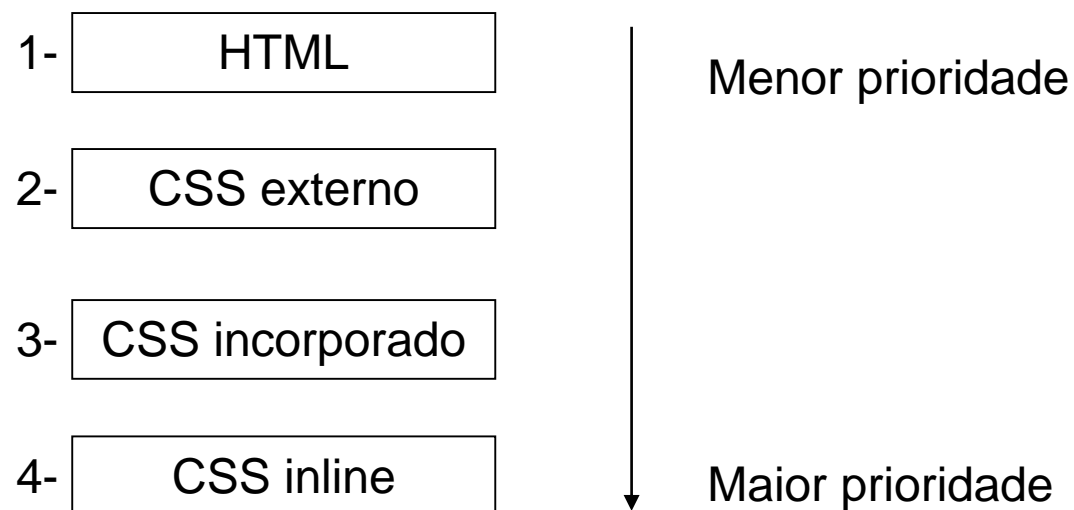 1- HTML
Menor prioridade
2- CSS externo
3- CSS incorporado
4- CSS inline
Maior prioridade